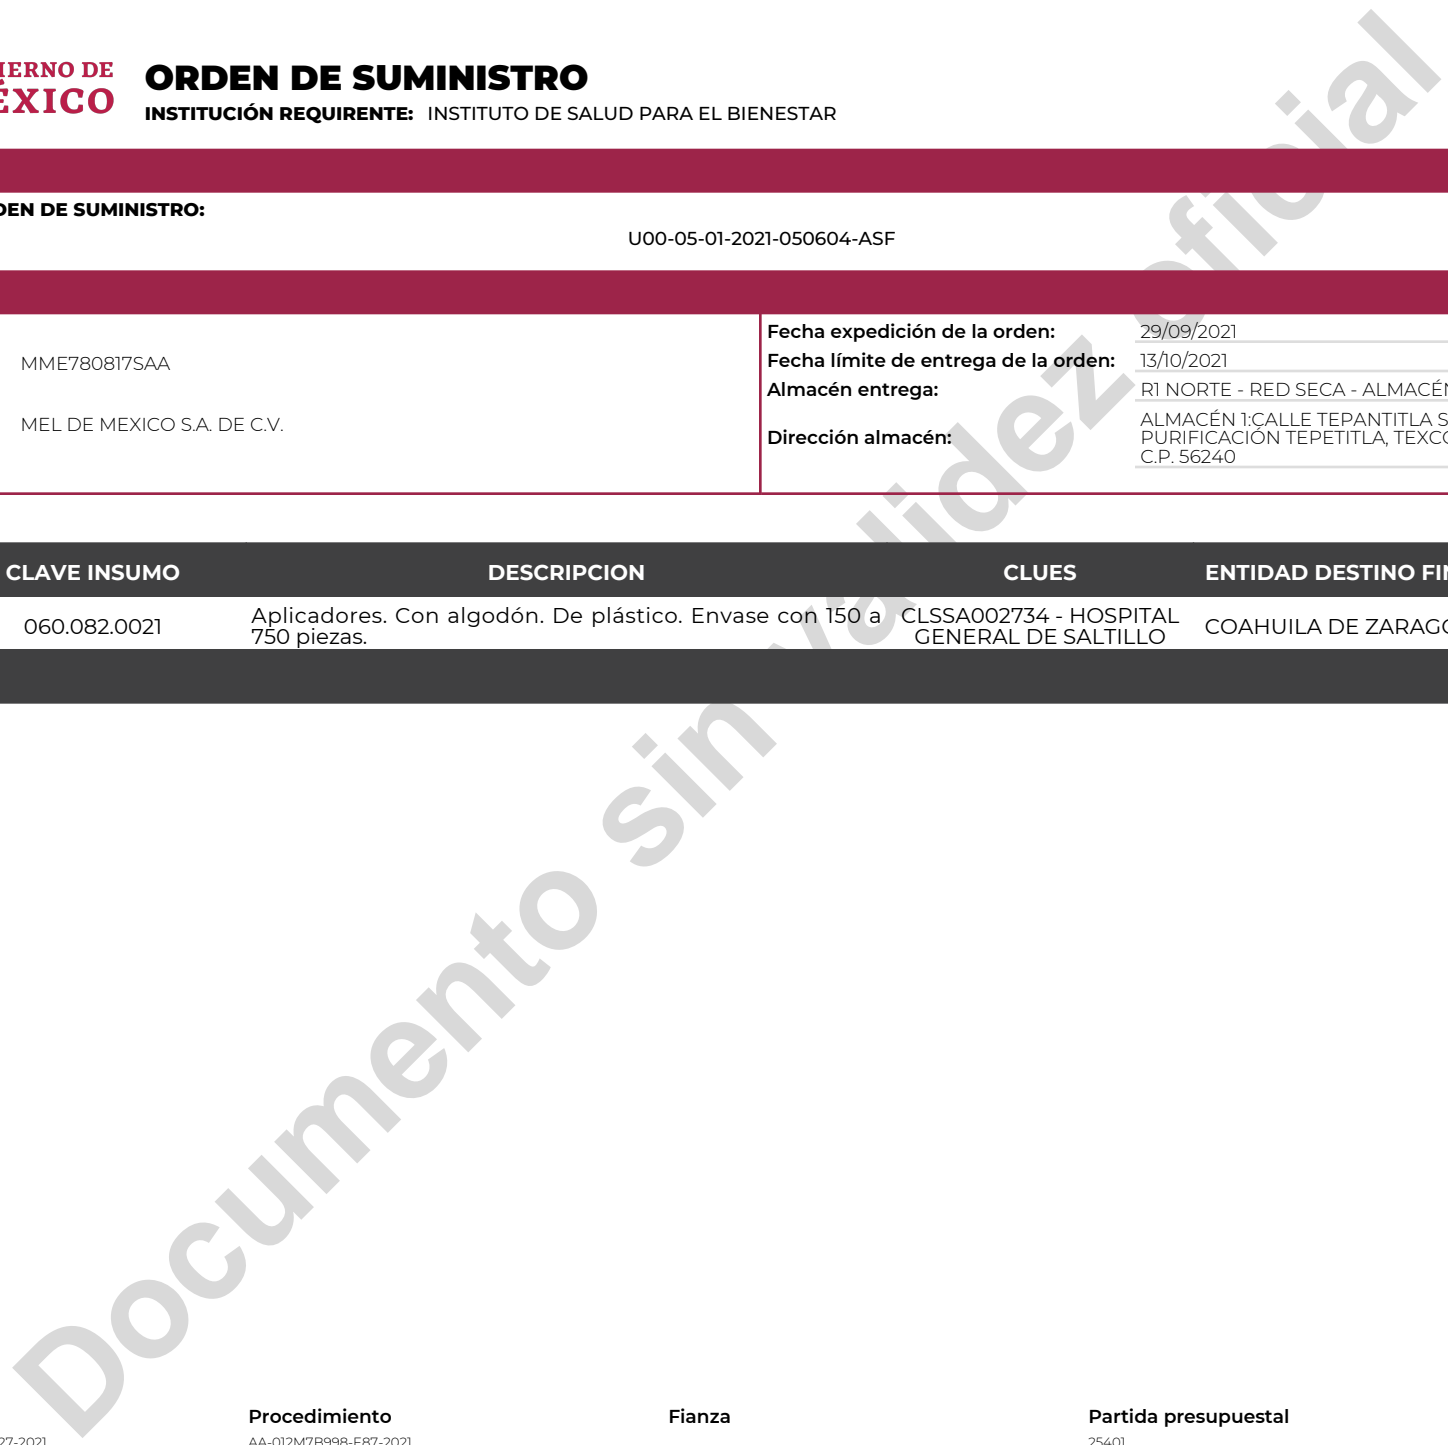 IERNO DE
ÉXICO
ORDEN DE SUMINISTRO
INSTITUCIÓN REQUIRENTE: INSTITUTO DE SALUD PARA EL BIENESTAR
DEN DE SUMINISTRO:
U00-05-01-2021-050604-ASF
MME780817SAA
MEL DE MEXICO S.A. DE C.V.
Fecha expedición de la orden: 29/09/2021
Fecha límite de entrega de la orden: 13/10/2021
Almacén entrega: R1 NORTE - RED SECA - ALMACÉN
Dirección almacén: ALMACÉN 1:CALLE TEPANTITLA S
PURIFICACIÓN TEPETITLA, TEXCO
C.P. 56240
CLAVE INSUMO DESCRIPCION CLUES ENTIDAD DESTINO FIN
060.082.0021 Aplicadores. Con algodón. De plástico. Envase con 150 a 750 piezas. CLSSA002734 - HOSPITAL GENERAL DE SALTILLO COAHUILA DE ZARAGO
Documento sin validez oficial
Procedimiento Fianza Partida presupuestal
27-2021 AA-012M7B998-E87-2021 25401